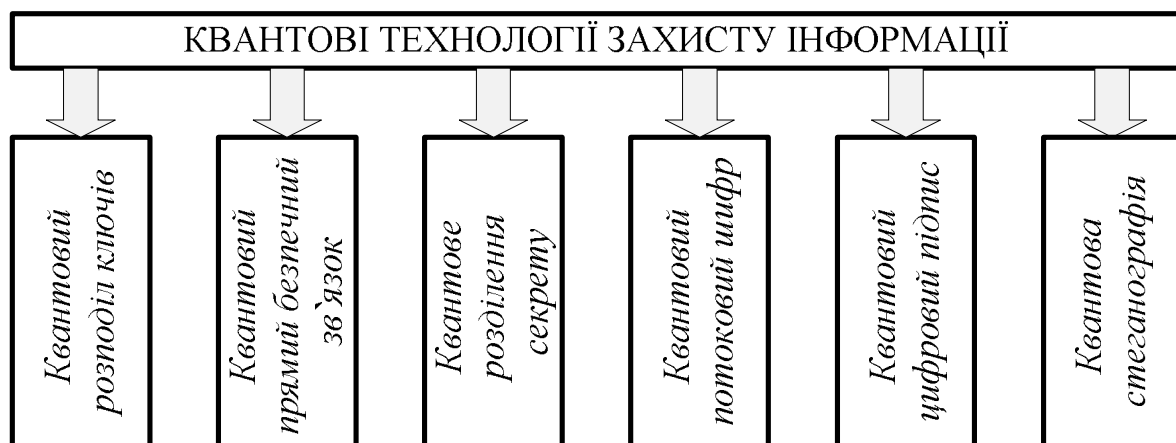 КВАНТОВІ ТЕХНОЛОГІЇ ЗАХИСТУ ІНФОРМАЦІЇ
Квантовий
розподіл ключів
Квантовий
прямий безпечний
зв`язок
Квантове
розділення
секрету
Квантовий
потоковий шифр
Квантовий
цифровий підпис
Квантова
стеганографія